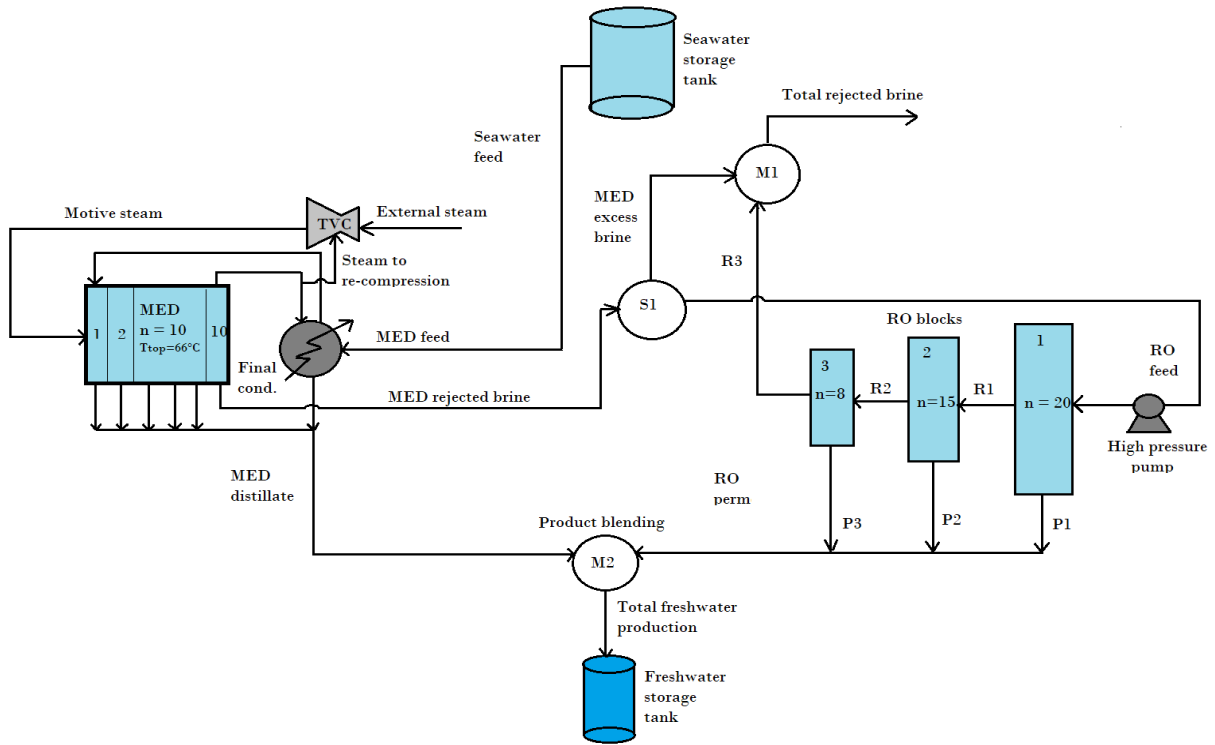 Seawater
storage
tank
Total rejected brine
Seawater
feed
M1
MED
excess
brine
Motive steam
External steam
TVC
Steam to
re-compression
R3
1
2
MED
n = 10
Ttop=66°C
10
S1
RO blocks
MED feed
Final
cond.
MED rejected brine
3
n=8
R2
2
n=15
R1
1
n = 20
RO
feed
High pressure
pump
MED
distillate
RO
perm
P3
P2
P1
Product blending
M2
Total freshwater
production
Freshwater
storage
tank